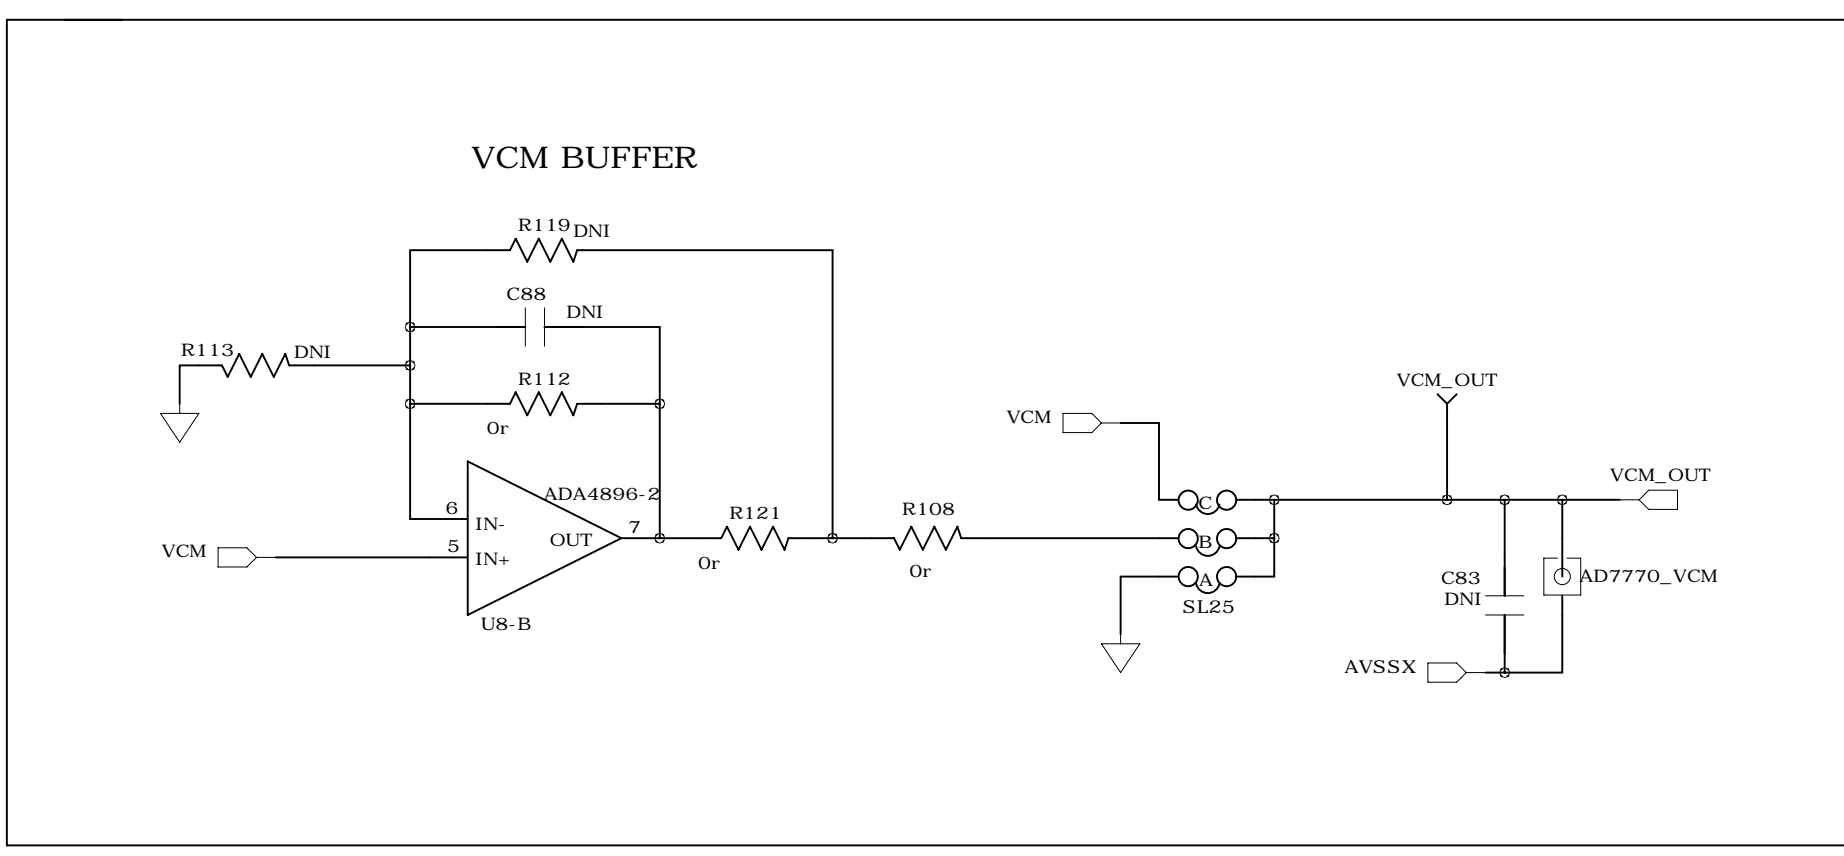 VCM BUFFER
R119 DNI
C88 DNI
R113 DNI
R112
0r
VCM
VCM_OUT
VCM_OUT
ADA4896-2
6 IN-
5 IN+
OUT 7
VCM
U8-B
R121
0r
R108
0r
C
B
A
SL25
C83
DNI
AD7770_VCM
AVSSX